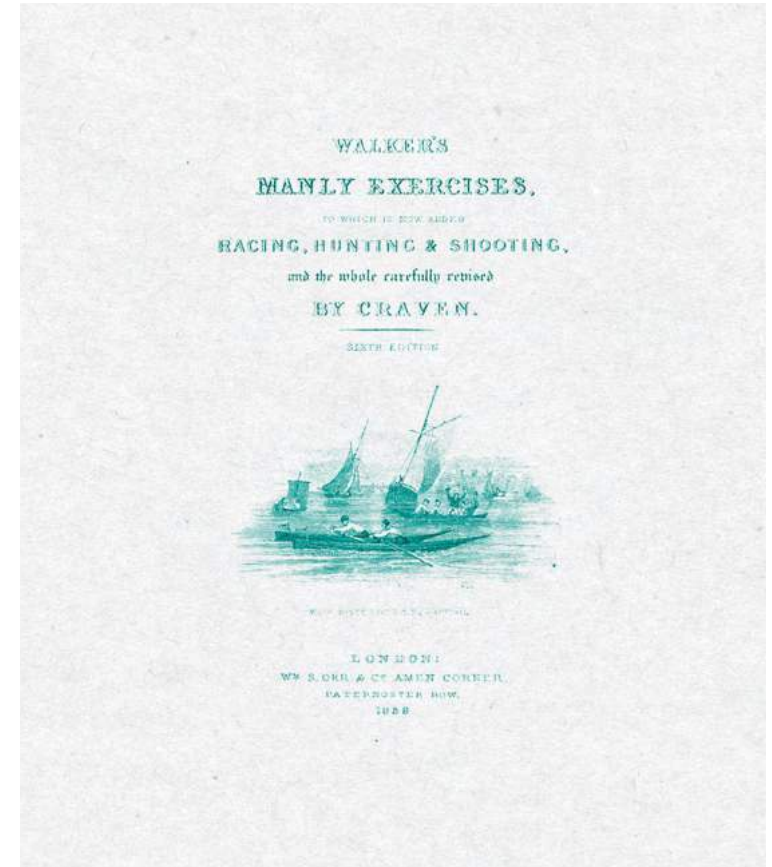 WALKER'S
MANLY EXERCISES,
TO WHICH IS NOW ADDED
RACING, HUNTING & SHOOTING,
and the whole carefully revised
BY CRAVEN.
SIXTH EDITION
LONDON:
WM S. ORR & CO AMEN CORNER,
PATERNOSTER ROW.